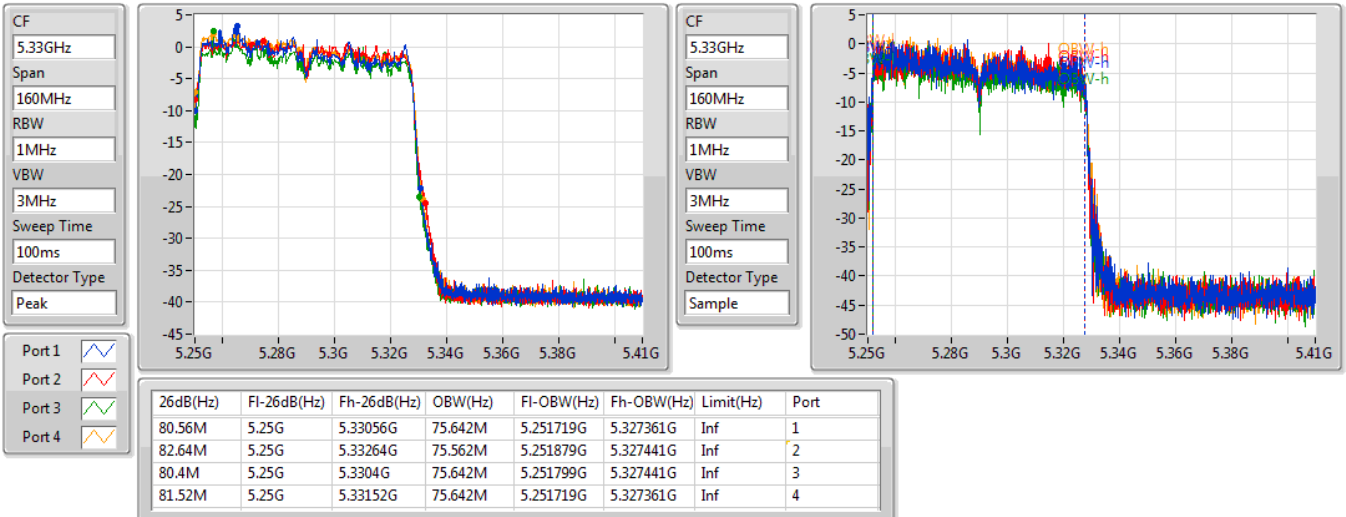 CF
5.33GHz
Span
160MHz
RBW
1MHz
VBW
3MHz
Sweep Time
100ms
Detector Type
Peak
5-
0-
-5-
-10-
-15-
-20-
-25-
-30-
-35-
-40-
-45-
5.25G 5.28G 5.3G 5.32G 5.34G 5.36G 5.38G 5.41G
CF
5.33GHz
Span
160MHz
RBW
1MHz
VBW
3MHz
Sweep Time
100ms
Detector Type
Sample
5-
0-
-5-
-10-
-15-
-20-
-25-
-30-
-35-
-40-
-45-
-50-
OBW-h
5.25G 5.28G 5.3G 5.32G 5.34G 5.36G 5.38G 5.41G
Port 1
Port 2
Port 3
Port 4
26dB(Hz) Fl-26dB(Hz) Fh-26dB(Hz) OBW(Hz) Fl-OBW(Hz) Fh-OBW(Hz) Limit(Hz) Port
80.56M 5.25G 5.33056G 75.642M 5.251719G 5.327361G Inf 1
82.64M 5.25G 5.33264G 75.562M 5.251879G 5.327441G Inf 2
80.4M 5.25G 5.3304G 75.642M 5.251799G 5.327441G Inf 3
81.52M 5.25G 5.33152G 75.642M 5.251719G 5.327361G Inf 4